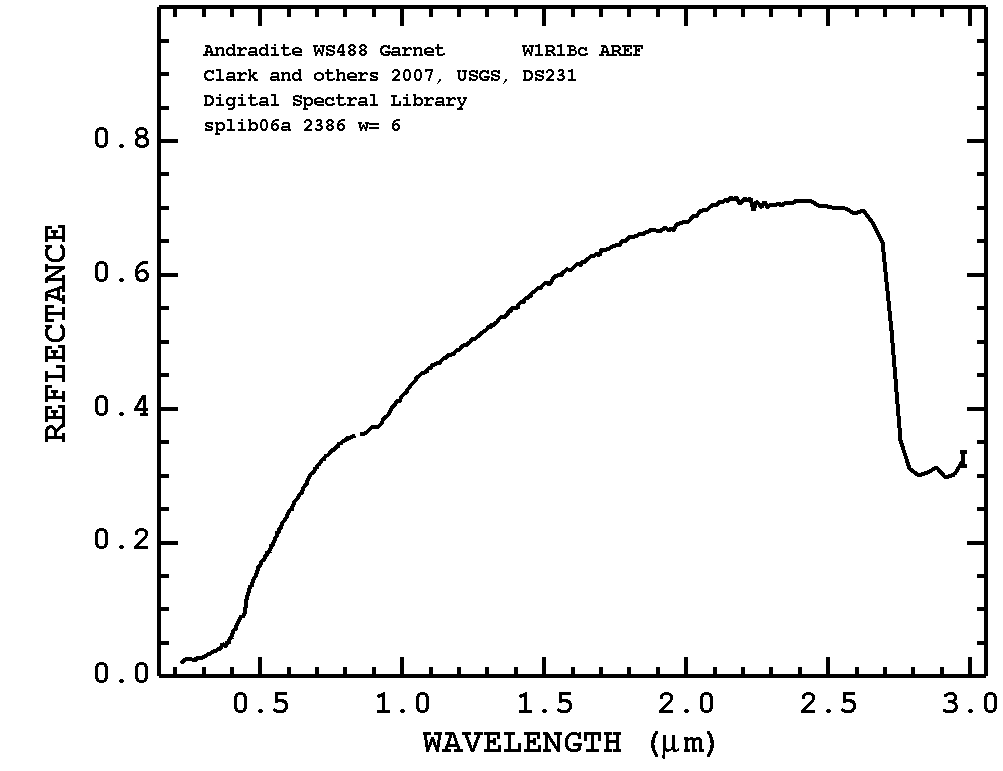 Andradite WS488 Garnet W1R1Bc AREF
Clark and others 2007, USGS, DS231
Digital Spectral Library
splib06a 2386 w= 6
0.8
0.6
0.4
0.2
0.0
REFLECTANCE
0.5 1.0 1.5 2.0 2.5 3.0
WAVELENGTH (μm)